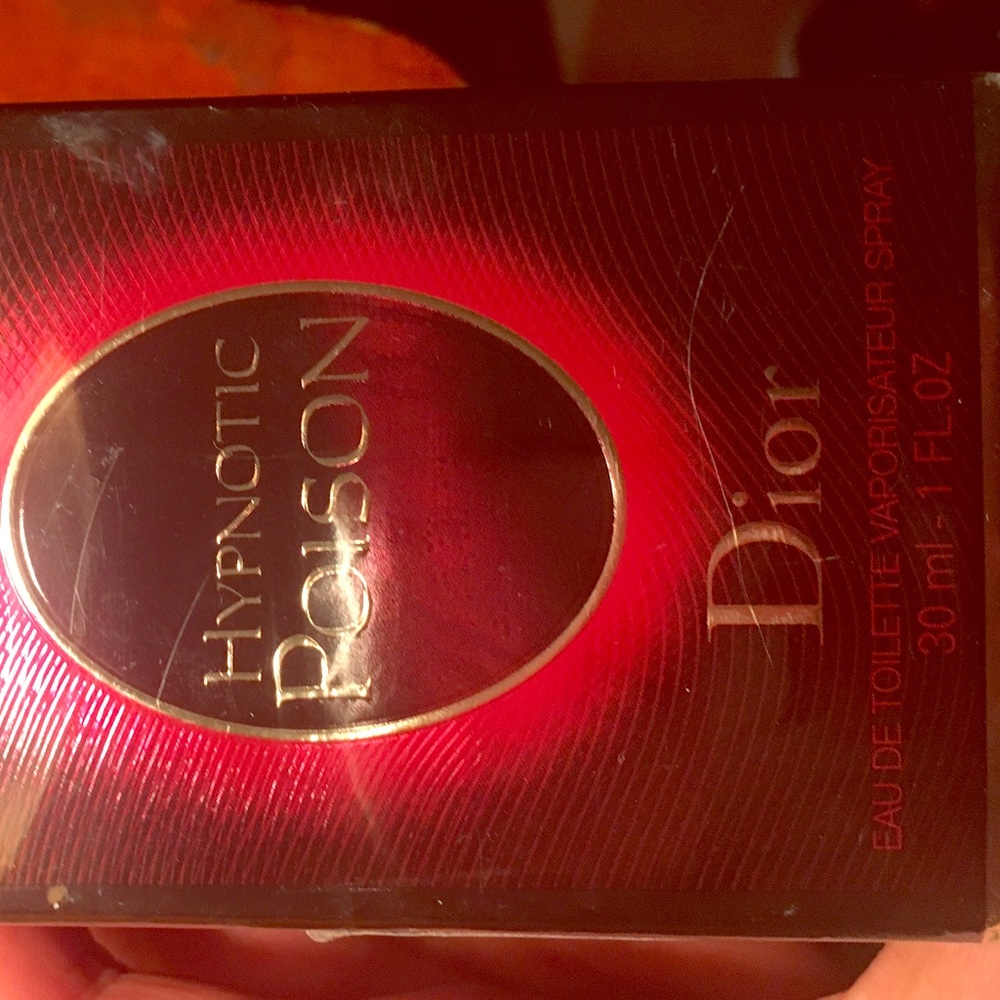 HYPNOTIC
POISON
Dior
EAU DE TOILETTE VAPORISATEUR SPRAY
30 ml - 1 FL.OZ